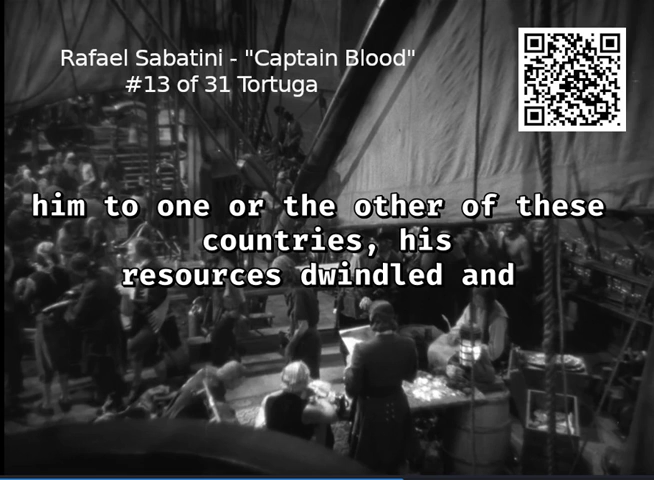 Rafael Sabatini - "Captain Blood"
#13 of 31 Tortuga
him to one or the other of these
countries, his
resources dwindled and